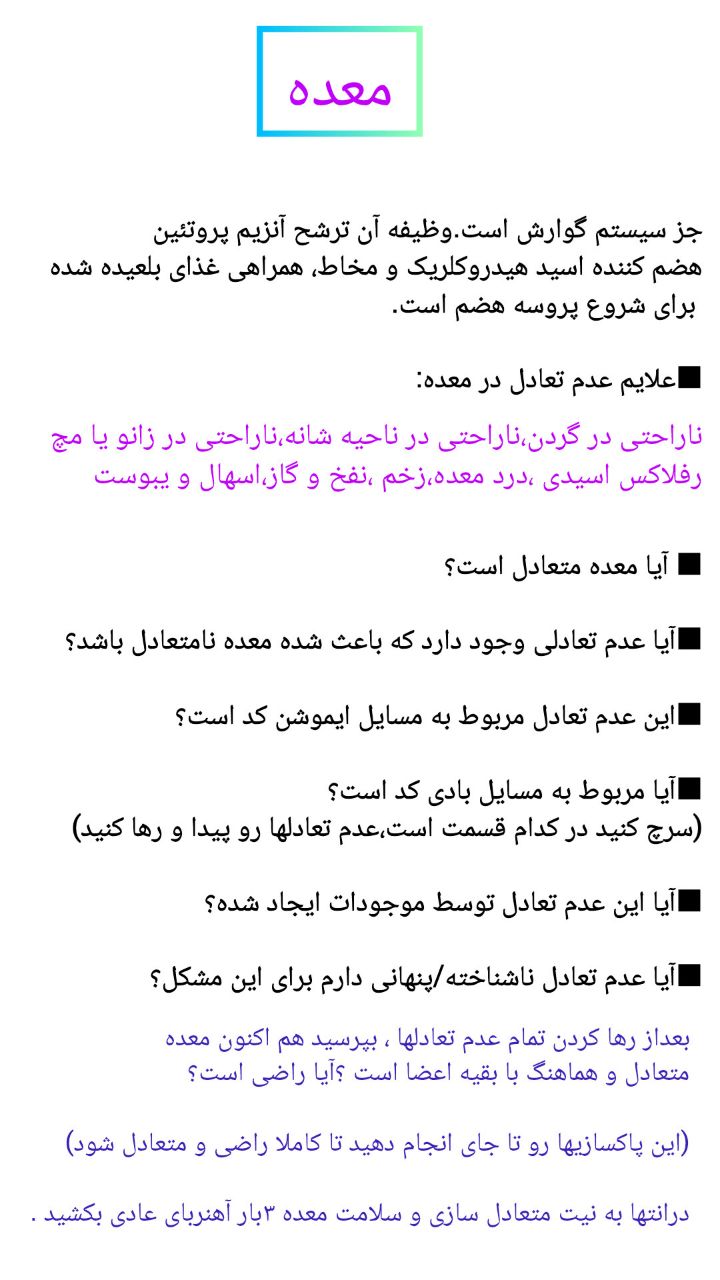 معده
جز سیستم گوارش است.وظیفه آن ترشح آنزیم پروتئین
هضم کننده اسید هیدروکلریک و مخاط، همراهی غذای بلعیده شده
برای شروع پروسه هضم است.
■علایم عدم تعادل در معده:
ناراحتی در گردن،ناراحتی در ناحیه شانه،ناراحتی در زانو یا مچ
رفلاکس اسیدی ،درد معده،زخم ،نفخ و گاز،اسهال و یبوست
■ آیا معده متعادل است؟
■آیا عدم تعادلی وجود دارد که باعث شده معده نامتعادل باشد؟
■این عدم تعادل مربوط به مسایل ایموشن کد است؟
■آیا مربوط به مسایل بادی کد است؟
(سرچ کنید در کدام قسمت است،عدم تعادلها رو پیدا و رها کنید)
■آیا این عدم تعادل توسط موجودات ایجاد شده؟
■آیا عدم تعادل ناشناخته/پنهانی دارم برای این مشکل؟
بعداز رها کردن تمام عدم تعادلها ، بپرسید هم اکنون معده
متعادل و هماهنگ با بقیه اعضا است ؟آیا راضی است؟
(این پاکسازیها رو تا جای انجام دهید تا کاملا راضی و متعادل شود)
درانتها به نیت متعادل سازی و سلامت معده ۳بار آهنربای عادی بکشید .